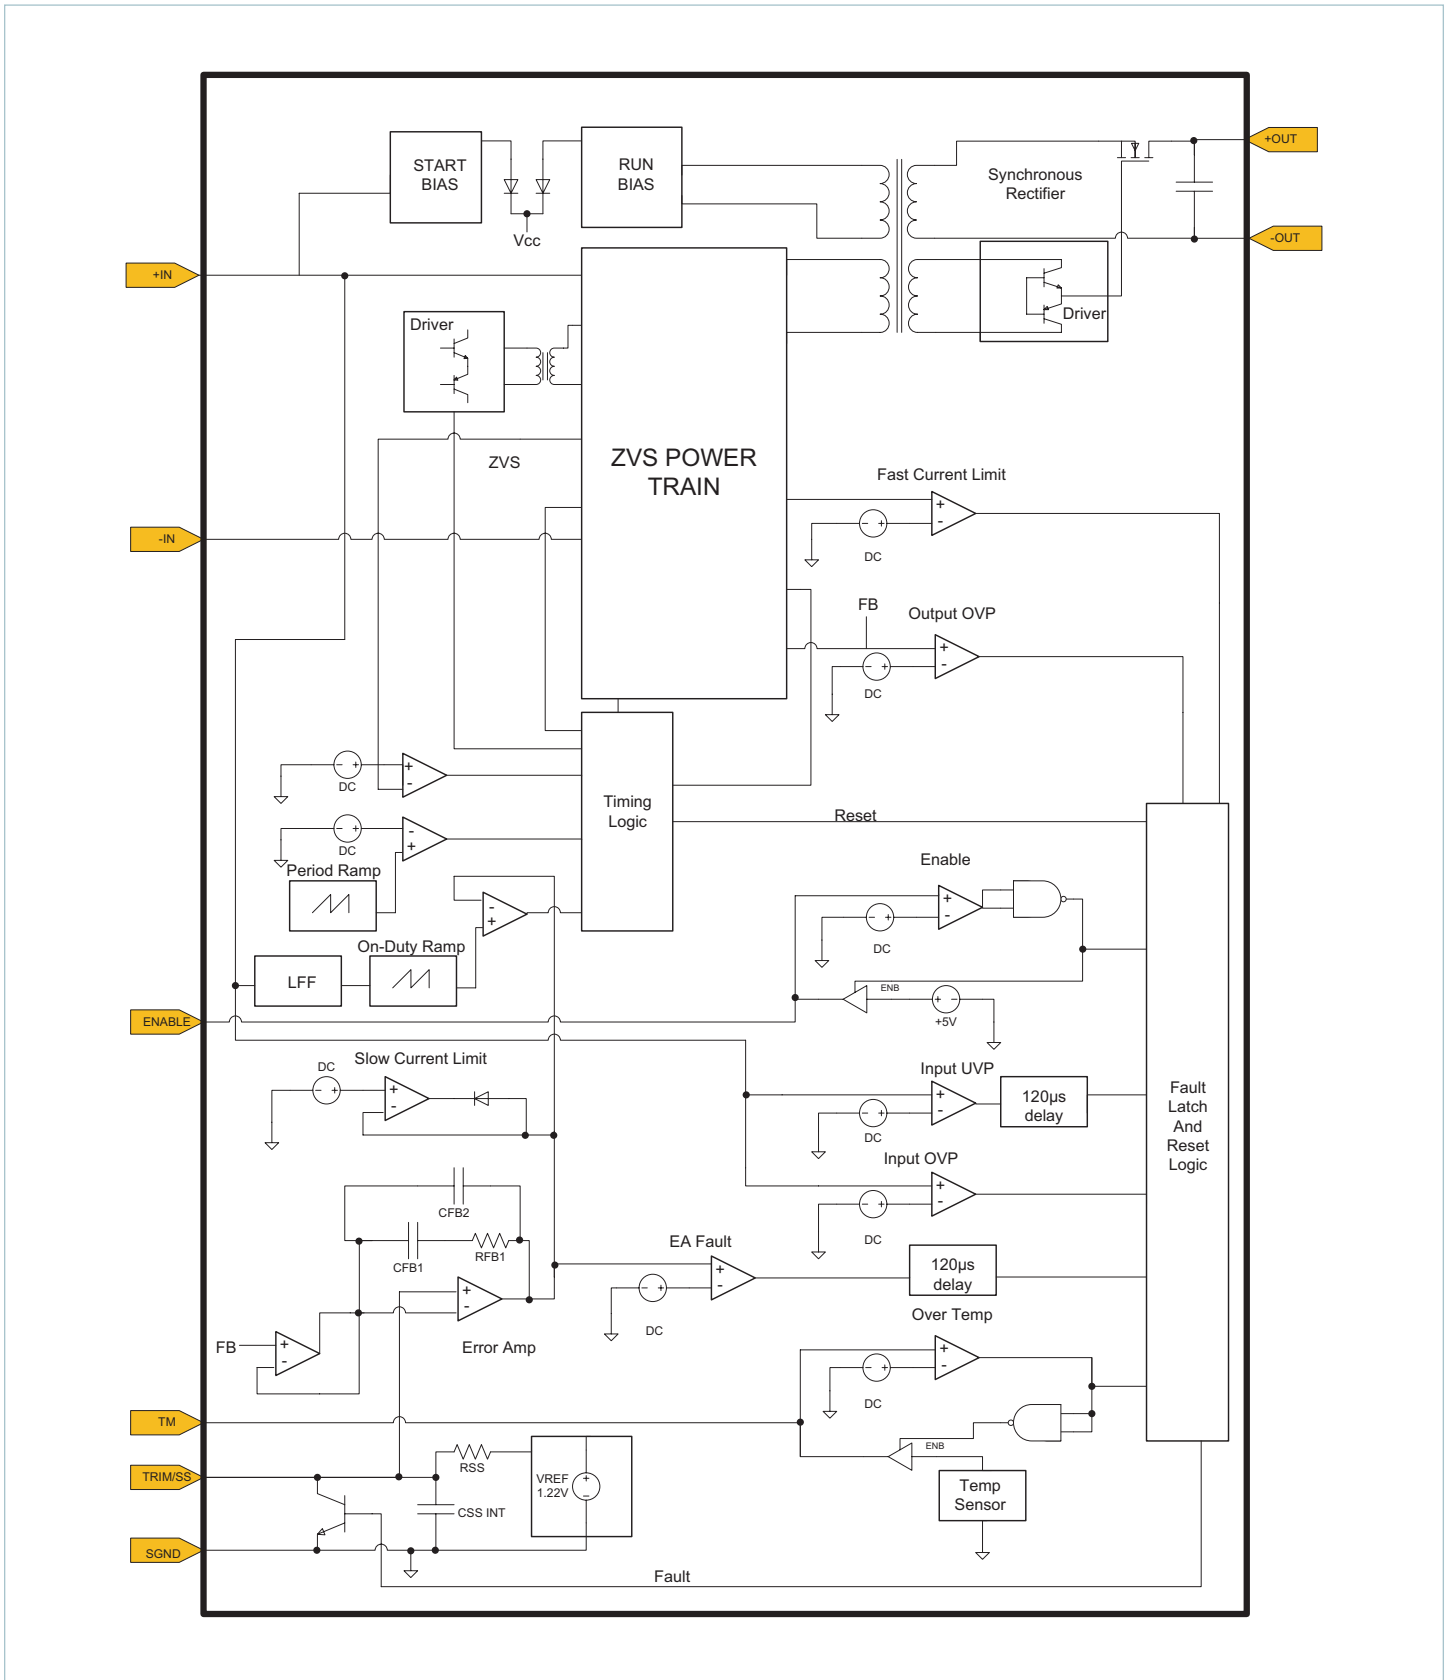 START
BIAS
RUN
BIAS
Vcc
Synchronous
Rectifier
+OUT
-OUT
+IN
Driver
Driver
ZVS
ZVS POWER
TRAIN
Fast Current Limit
+
-
- +
DC
-IN
FB
Output OVP
+
-
- +
DC
- +
DC
+
-
Timing
Logic
- +
DC
-
+
Period Ramp
Reset
Enable
+
-
- +
DC
-
+
On-Duty Ramp
LFF
ENB
+ -
+5V
ENABLE
Slow Current Limit
DC
- +
+
-
Input UVP
+
-
- +
DC
120µs
delay
Fault
Latch
And
Reset
Logic
Input OVP
+
-
- +
DC
CFB2
CFB1
RFB1
EA Fault
+
-
- +
DC
120µs
delay
+
-
Error Amp
FB
+
-
Over Temp
+
-
- +
DC
TM
ENB
TRIM/SS
RSS
VREF
1.22V
+
-
CSS INT
Temp
Sensor
SGND
Fault